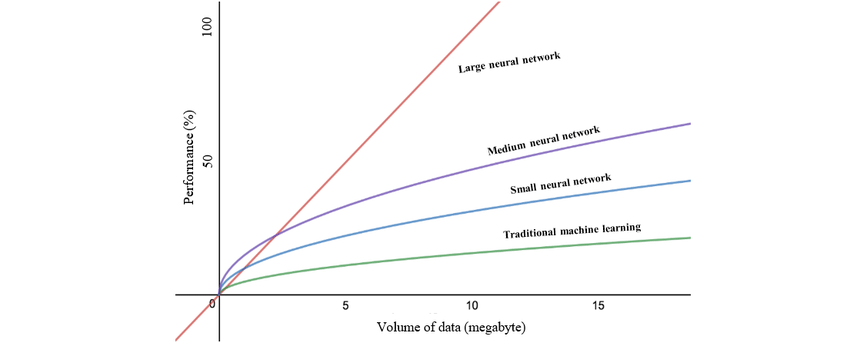 100
Large neural network
Performance (%)
50
Medium neural network
Small neural network
Traditional machine learning
0
5
10
15
Volume of data (megabyte)